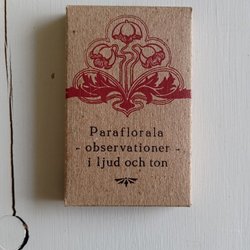 Paraflorala
- observationer -
i ljud och ton